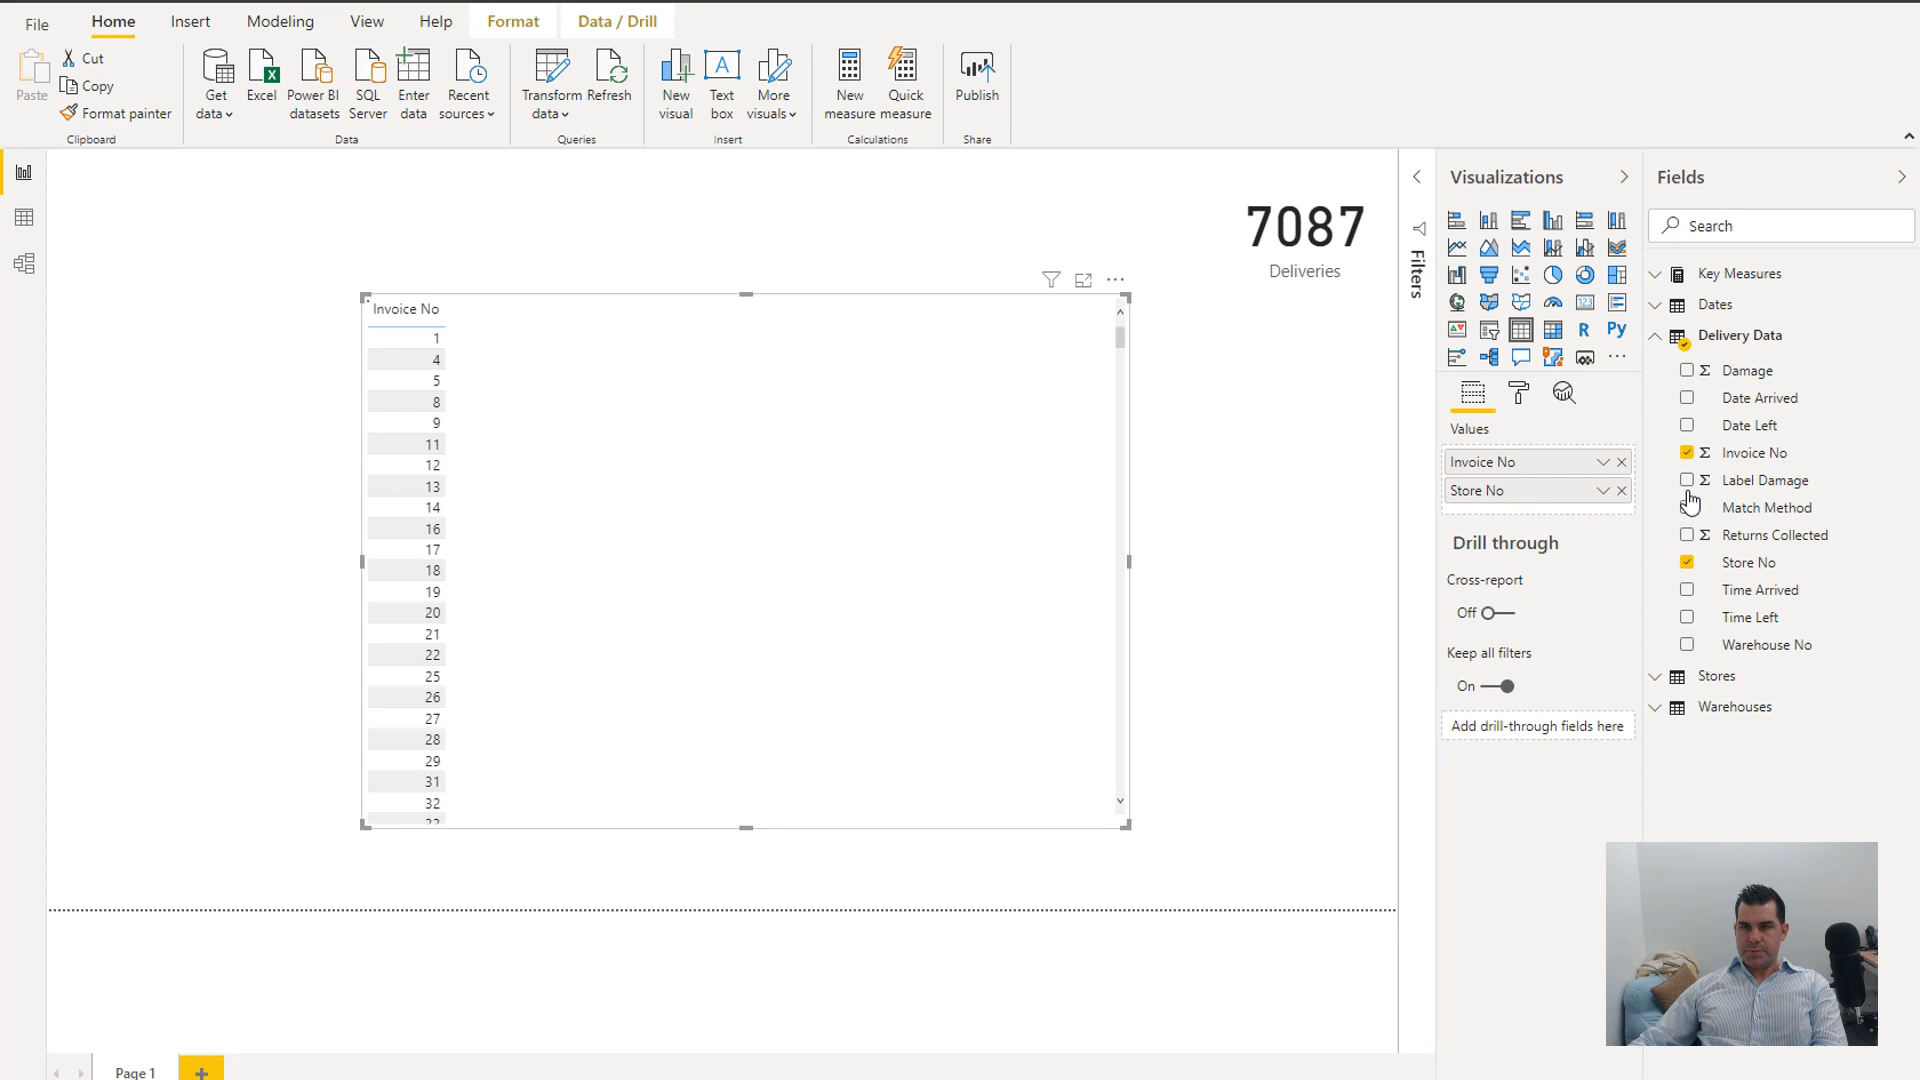 File Home Insert Modeling View Help Format Data / Drill
Cut
Copy
Format painter
Paste
Clipboard
Get data
Excel
Power BI datasets
SQL Server
Enter data
Recent sources
Data
Transform data
Refresh
Queries
New visual
Text box
More visuals
Insert
New measure
Quick measure
Calculations
Publish
Share
7087
Deliveries
Invoice No
1
4
5
8
9
11
12
13
14
16
17
18
19
20
21
22
25
26
27
28
29
31
32
33
Filters
Visualizations
R
Py
Values
Invoice No
Store No
Drill through
Cross-report
Off
Keep all filters
On
Add drill-through fields here
Fields
Search
Key Measures
Dates
Delivery Data
Damage
Date Arrived
Date Left
Invoice No
Label Damage
Match Method
Returns Collected
Store No
Time Arrived
Time Left
Warehouse No
Stores
Warehouses
Page 1